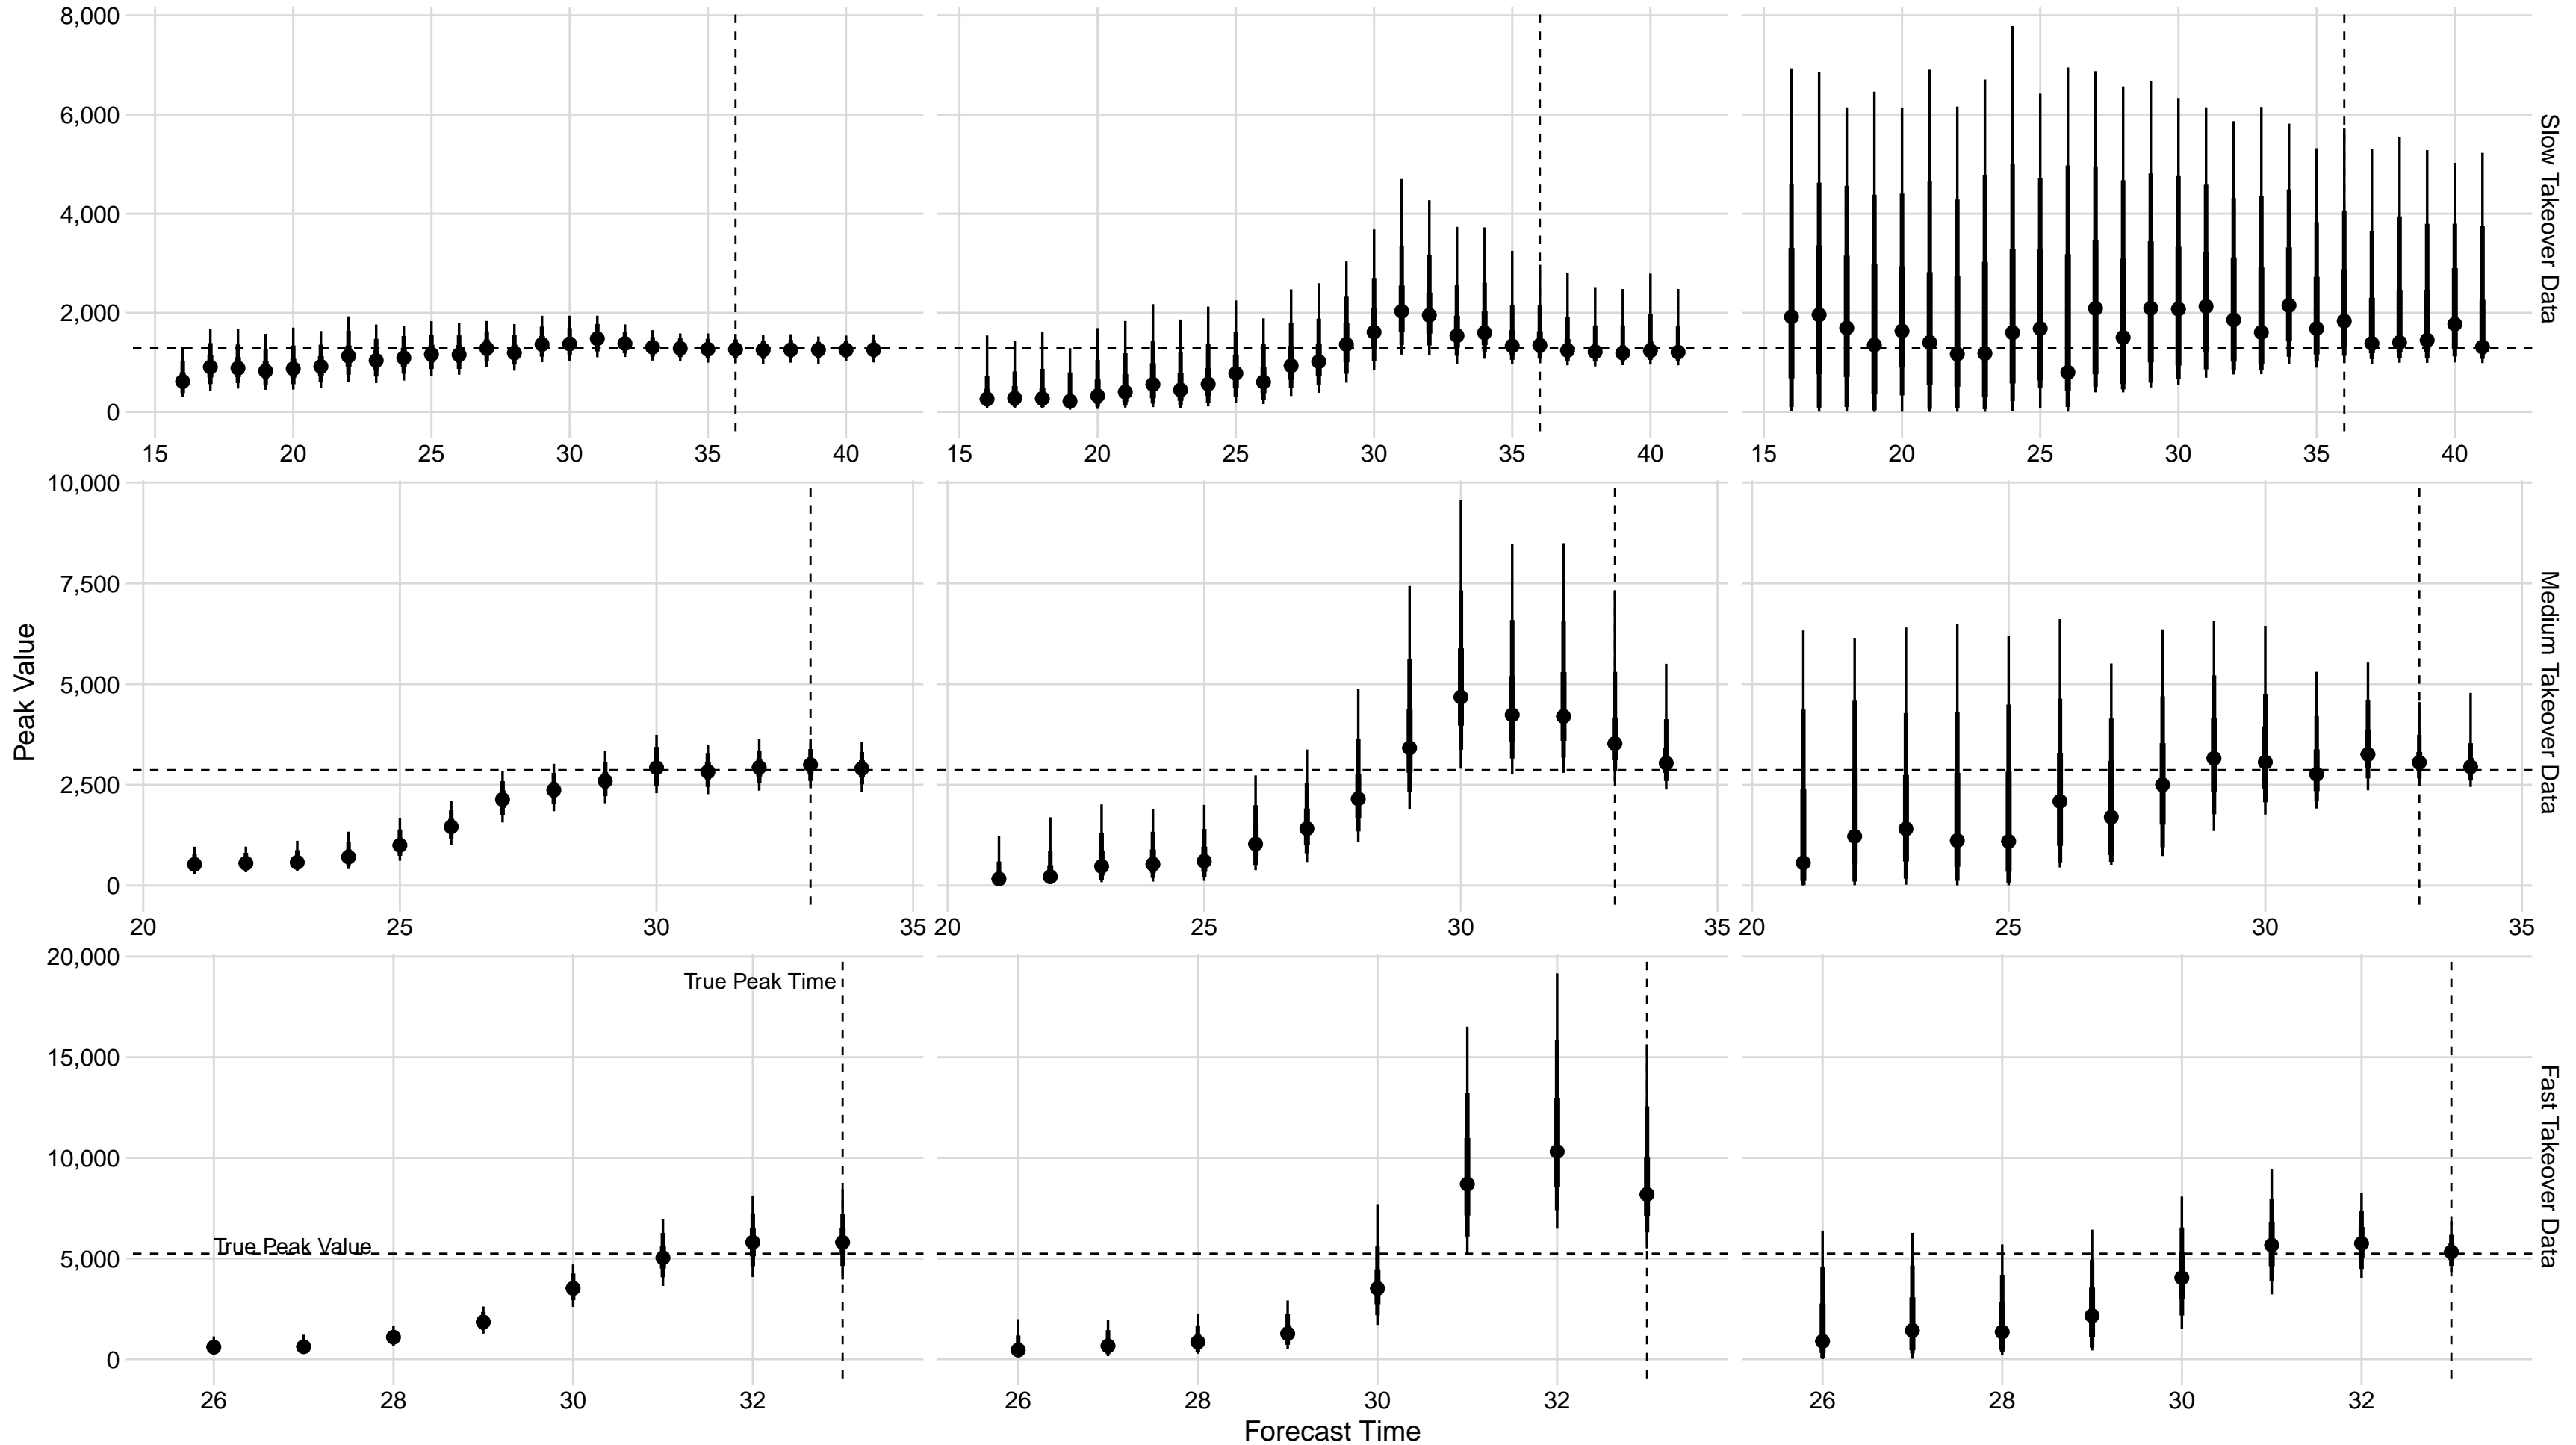 8,000
6,000
4,000
2,000
0
15 20 25 30 35 40 15 20 25 30 35 40 15 20 25 30 35 40
Slow Takeover Data
10,000
7,500
5,000
2,500
0
20 25 30 35 20 25 30 35 20 25 30 35
Medium Takeover Data
Peak Value
20,000
True Peak Time
15,000
10,000
True Peak Value
5,000
0
26 28 30 32 26 28 30 32 26 28 30 32
Fast Takeover Data
Forecast Time